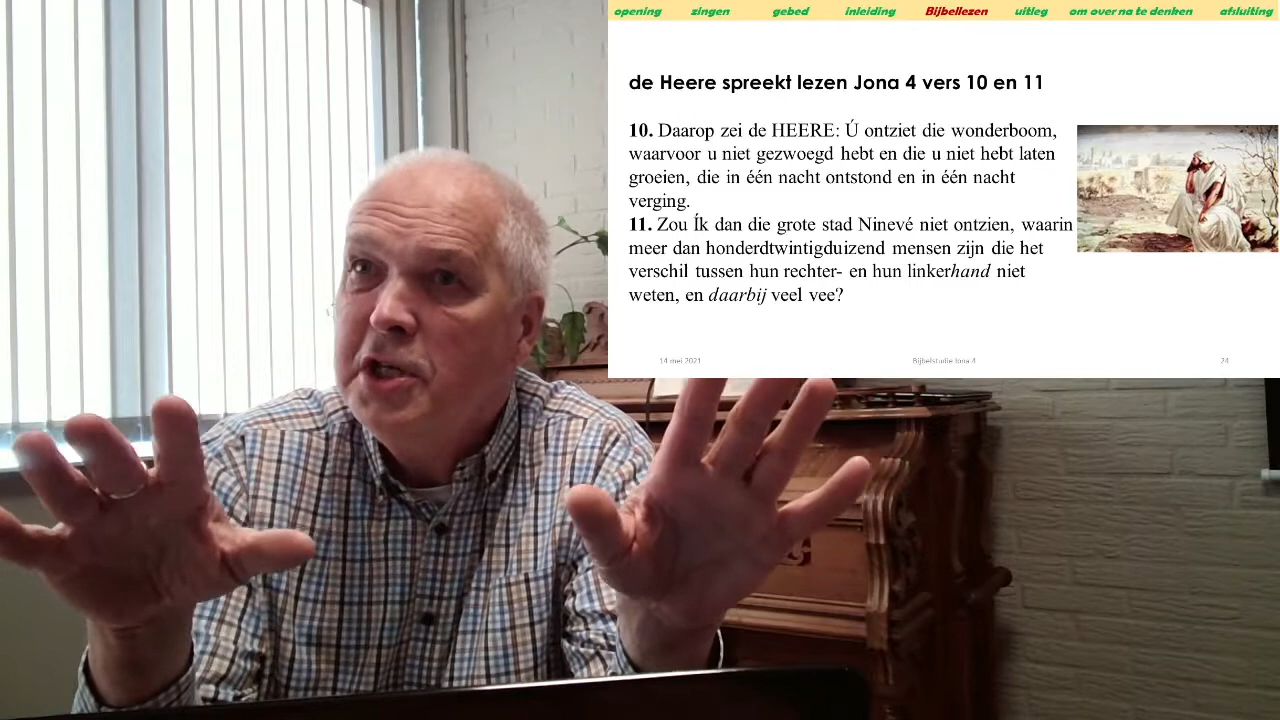 opening zingen gebed inleiding Bijbellezen uitleg om over na te denken afsluiting
de Heere spreekt lezen Jona 4 vers 10 en 11
10. Daarop zei de HEERE: Ú ontziet die wonderboom,
waarvoor u niet gezwoegd hebt en die u niet hebt laten
groeien, die in één nacht ontstond en in één nacht
verging.
11. Zou Ík dan die grote stad Ninevé niet ontzien, waarin
meer dan honderdtwintigduizend mensen zijn die het
verschil tussen hun rechter- en hun linkerhand niet
weten, en daarbij veel vee?
14 mei 2021 Bijbelstudie Jona 4 24